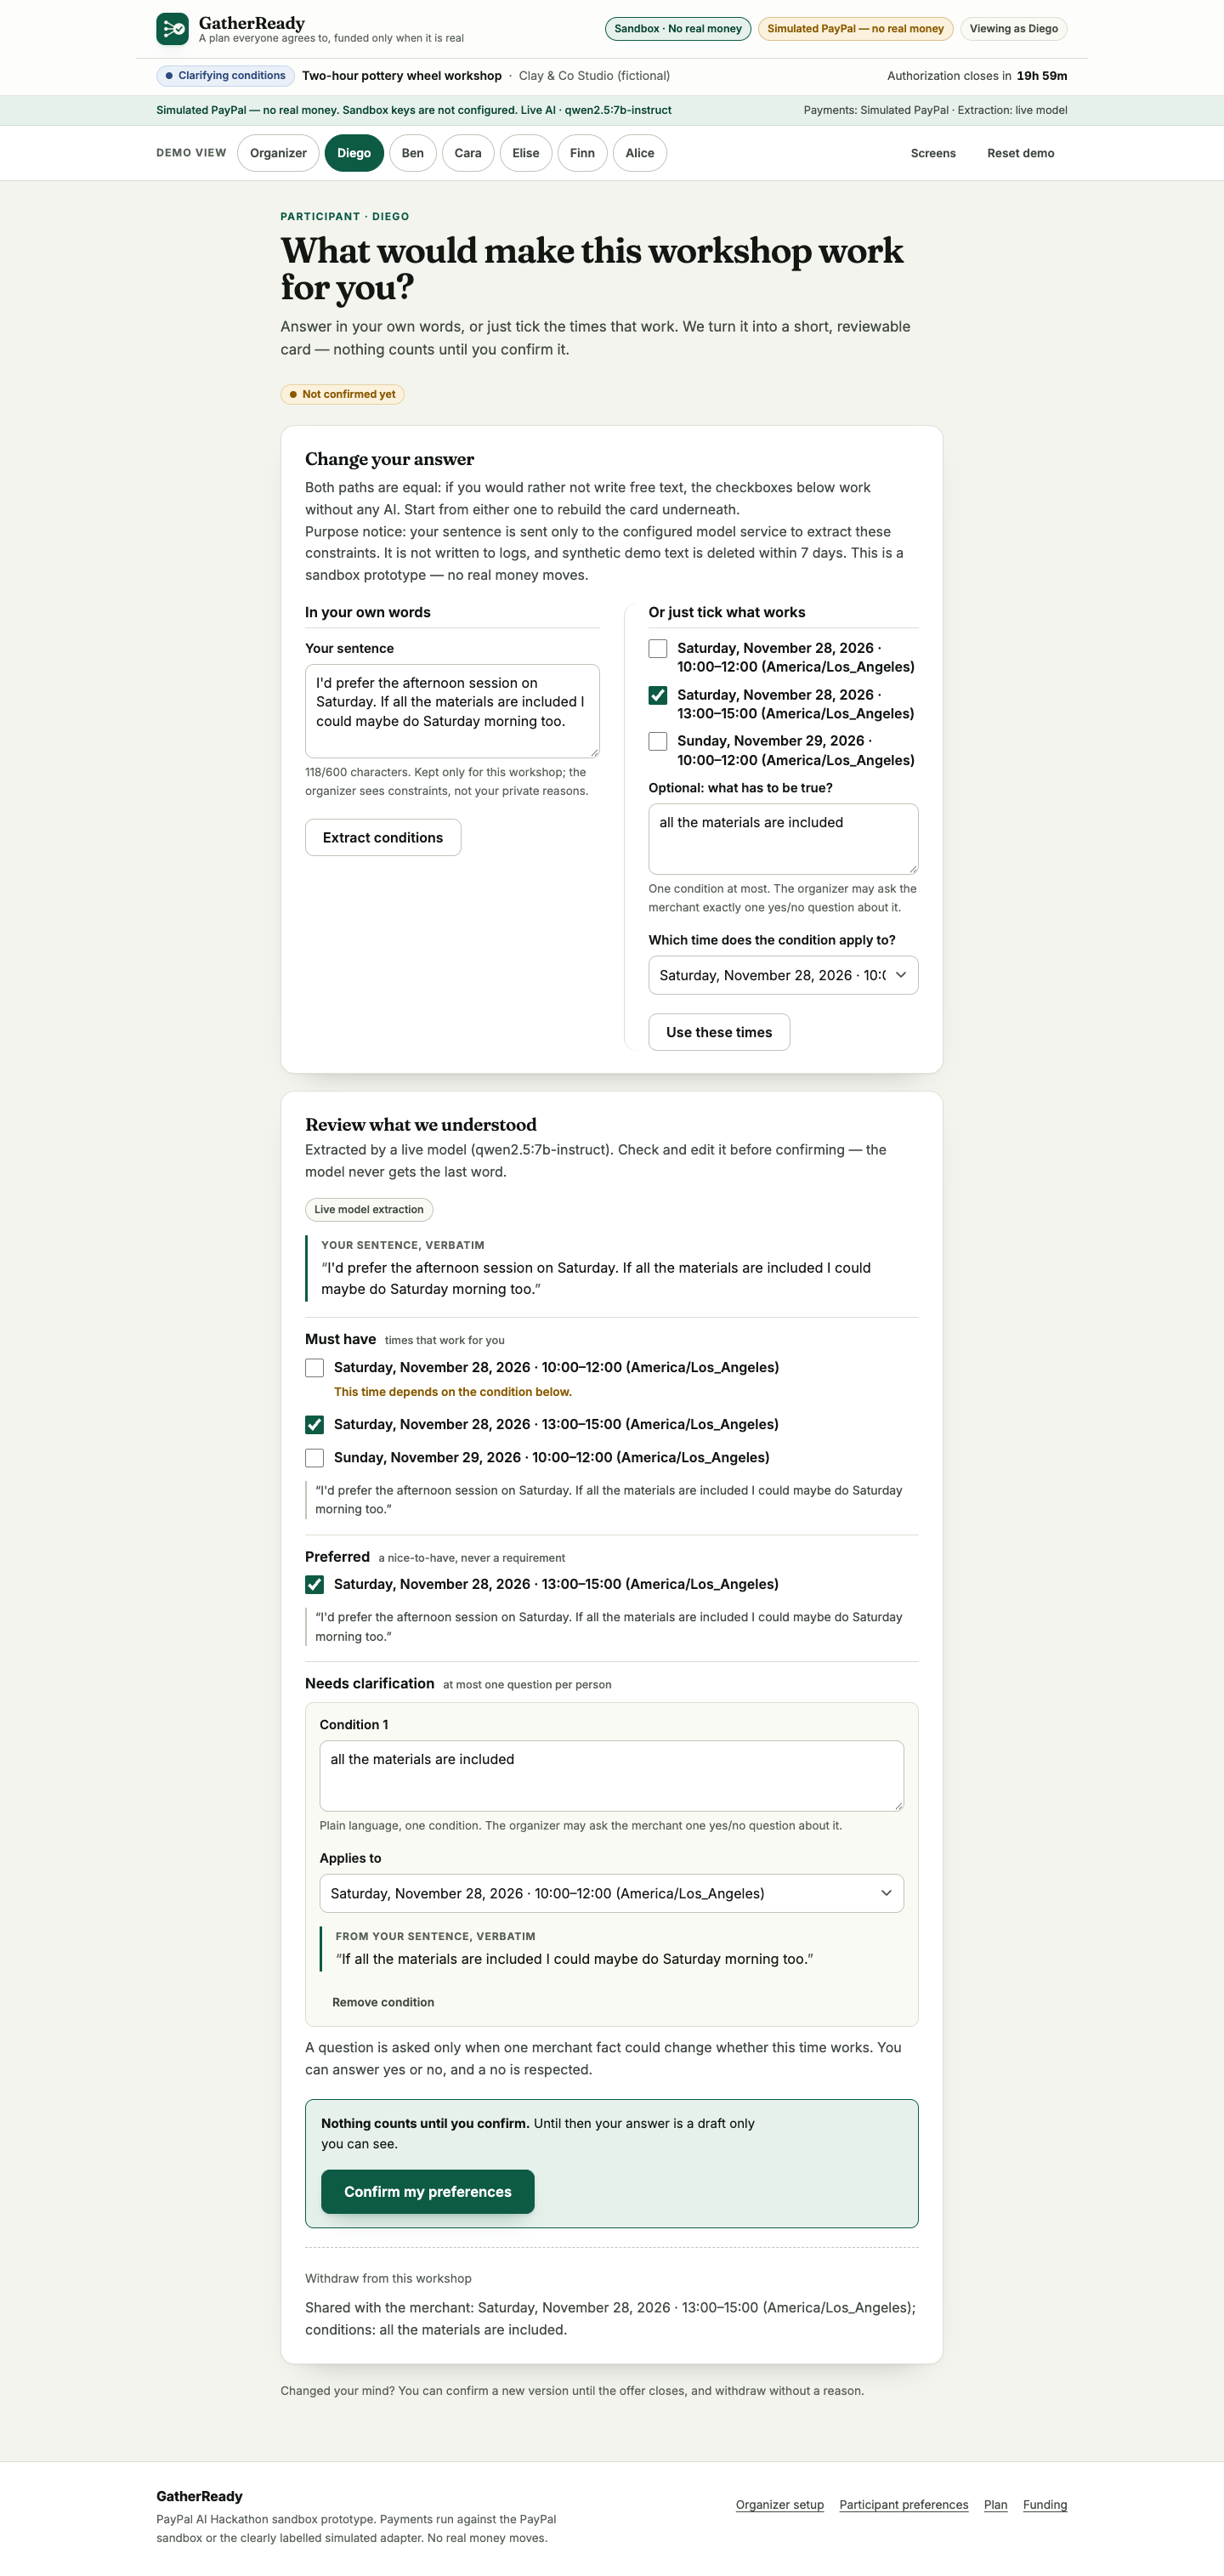 GatherReady
A plan everyone agrees to, funded only when it is real
Sandbox · No real money
Simulated PayPal — no real money
Viewing as Diego
Clarifying conditions
Two-hour pottery wheel workshop · Clay & Co Studio (fictional)
Authorization closes in 19h 59m
Simulated PayPal — no real money. Sandbox keys are not configured. Live AI · qwen2.5:7b-instruct
Payments: Simulated PayPal · Extraction: live model
DEMO VIEW
Organizer
Diego
Ben
Cara
Elise
Finn
Alice
Screens
Reset demo
PARTICIPANT · DIEGO
What would make this workshop work
for you?
Answer in your own words, or just tick the times that work. We turn it into a short, reviewable
card — nothing counts until you confirm it.
Not confirmed yet
Change your answer
Both paths are equal: if you would rather not write free text, the checkboxes below work
without any AI. Start from either one to rebuild the card underneath.
Purpose notice: your sentence is sent only to the configured model service to extract these
constraints. It is not written to logs, and synthetic demo text is deleted within 7 days. This is a
sandbox prototype — no real money moves.
In your own words
Your sentence
I'd prefer the afternoon session on
Saturday. If all the materials are included I
could maybe do Saturday morning too.
118/600 characters. Kept only for this workshop; the
organizer sees constraints, not your private reasons.
Extract conditions
Or just tick what works
Saturday, November 28, 2026 ·
10:00–12:00 (America/Los_Angeles)
Saturday, November 28, 2026 ·
13:00–15:00 (America/Los_Angeles)
Sunday, November 29, 2026 ·
10:00–12:00 (America/Los_Angeles)
Optional: what has to be true?
all the materials are included
One condition at most. The organizer may ask the
merchant exactly one yes/no question about it.
Which time does the condition apply to?
Saturday, November 28, 2026 · 10:0
Use these times
Review what we understood
Extracted by a live model (qwen2.5:7b-instruct). Check and edit it before confirming — the
model never gets the last word.
Live model extraction
YOUR SENTENCE, VERBATIM
“I'd prefer the afternoon session on Saturday. If all the materials are included I could
maybe do Saturday morning too.”
Must have times that work for you
Saturday, November 28, 2026 · 10:00–12:00 (America/Los_Angeles)
This time depends on the condition below.
Saturday, November 28, 2026 · 13:00–15:00 (America/Los_Angeles)
Sunday, November 29, 2026 · 10:00–12:00 (America/Los_Angeles)
“I'd prefer the afternoon session on Saturday. If all the materials are included I could maybe do Saturday
morning too.”
Preferred a nice-to-have, never a requirement
Saturday, November 28, 2026 · 13:00–15:00 (America/Los_Angeles)
“I'd prefer the afternoon session on Saturday. If all the materials are included I could maybe do Saturday
morning too.”
Needs clarification at most one question per person
Condition 1
all the materials are included
Plain language, one condition. The organizer may ask the merchant one yes/no question about it.
Applies to
Saturday, November 28, 2026 · 10:00–12:00 (America/Los_Angeles)
FROM YOUR SENTENCE, VERBATIM
“If all the materials are included I could maybe do Saturday morning too.”
Remove condition
A question is asked only when one merchant fact could change whether this time works. You
can answer yes or no, and a no is respected.
Nothing counts until you confirm. Until then your answer is a draft only
you can see.
Confirm my preferences
Withdraw from this workshop
Shared with the merchant: Saturday, November 28, 2026 · 13:00–15:00 (America/Los_Angeles);
conditions: all the materials are included.
Changed your mind? You can confirm a new version until the offer closes, and withdraw without a reason.
GatherReady
PayPal AI Hackathon sandbox prototype. Payments run against the PayPal
sandbox or the clearly labelled simulated adapter. No real money moves.
Organizer setup
Participant preferences
Plan
Funding